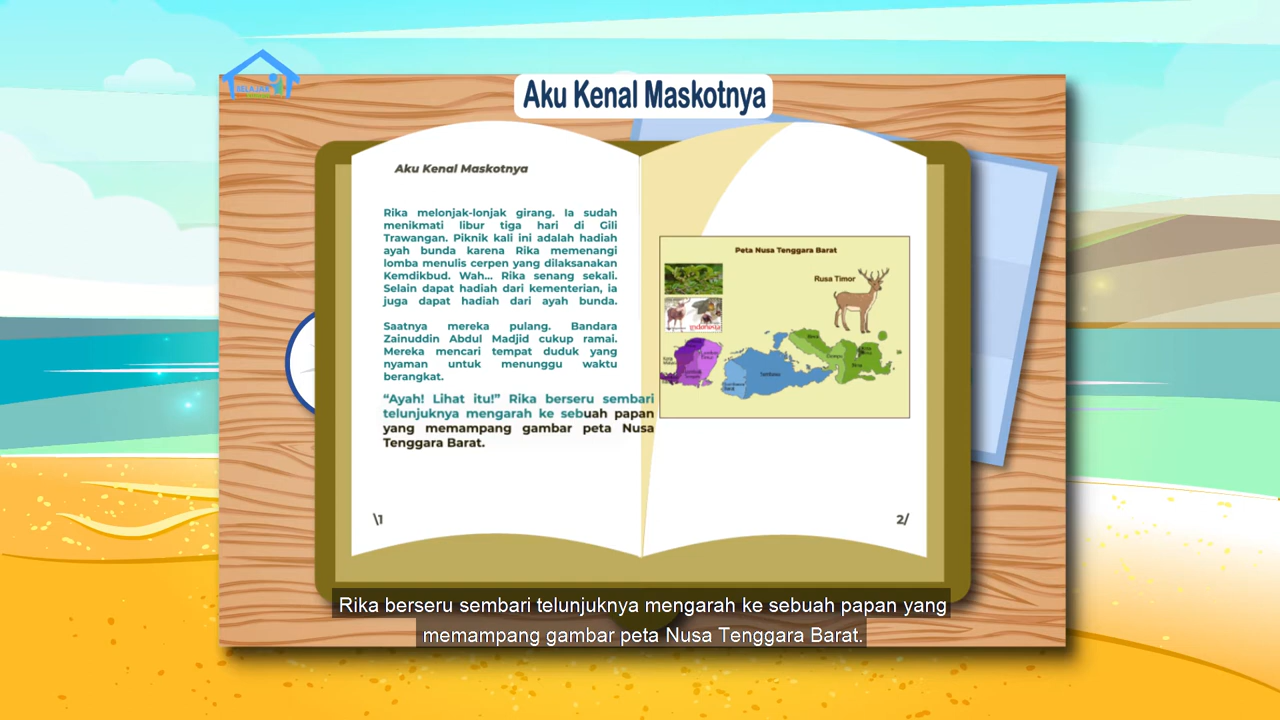 BELAJAR
Aku Kenal Maskotnya
Aku Kenal Maskotnya
Rika melonjak-lonjak girang. Ia sudah
menikmati libur tiga hari di Gili
Trawangan. Piknik kali ini adalah hadiah
ayah bunda karena Rika memenangi
lomba menulis cerpen yang dilaksanakan
Kemdikbud. Wah... Rika senang sekali.
Selain dapat hadiah dari kementerian, ia
juga dapat hadiah dari ayah bunda.
Saatnya mereka pulang. Bandara
Zainuddin Abdul Madjid cukup ramai.
Mereka mencari tempat duduk yang
nyaman untuk menunggu waktu
berangkat.
“Ayah! Lihat itu!” Rika berseru sembari
telunjuknya mengarah ke sebuah papan
yang memampang gambar peta Nusa
Tenggara Barat.
\1
Peta Nusa Tenggara Barat
Rusa Timor
2/
Rika berseru sembari telunjuknya mengarah ke sebuah papan yang
memampang gambar peta Nusa Tenggara Barat.